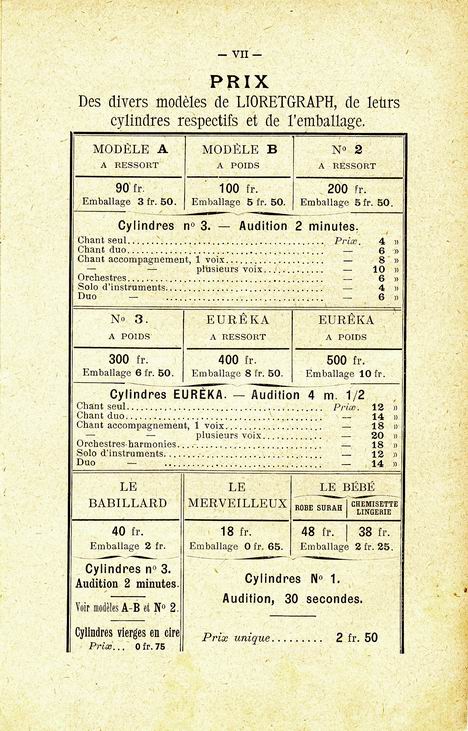 — VII —
PRIX
Des divers modèles de LIORETGRAPH, de leurs
cylindres respectifs et de l'emballage.
MODÈLE A
A RESSORT
90 fr.
Emballage 3 fr. 50.
MODÈLE B
A POIDS
100 fr.
Emballage 5 fr. 50.
Nº 2
A RESSORT
200 fr.
Emballage 5 fr. 50.
Cylindres nº 3. — Audition 2 minutes.
Chant seul........ Prix. 4 »
Chant duo........ — 6 »
Chant accompagnement, 1 voix........ — 8 »
— — plusieurs voix........ — 10 »
Orchestres........ — 6 »
Solo d'instruments........ — 4 »
Duo — ........ — 6 »
Nº 3.
A POIDS
300 fr.
Emballage 6 fr. 50.
EURÊKA
A RESSORT
400 fr.
Emballage 8 fr. 50.
EURÊKA
A POIDS
500 fr.
Emballage 10 fr.
Cylindres EURÊKA. — Audition 4 m. 1/2
Chant seul........ Prix. 12 »
Chant duo........ — 14 »
Chant accompagnement, 1 voix........ — 18 »
— — plusieurs voix........ — 20 »
Orchestres-harmonies........ — 18 »
Solo d'instruments........ — 12 »
Duo — ........ — 14 »
LE
BABILLARD
40 fr.
Emballage 2 fr.
Cylindres nº 3.
Audition 2 minutes.
Voir modèles A-B et Nº 2.
Cylindres vierges en cire
Prix... 0 fr. 75
LE
MERVEILLEUX
18 fr.
Emballage 0 fr. 65.
LE BÉBÉ
ROBE SURAH
CHEMISETTE
LINGERIE
48 fr.
38 fr.
Emballage 2 fr. 25.
Cylindres Nº 1.
Audition, 30 secondes.
Prix unique......... 2 fr. 50